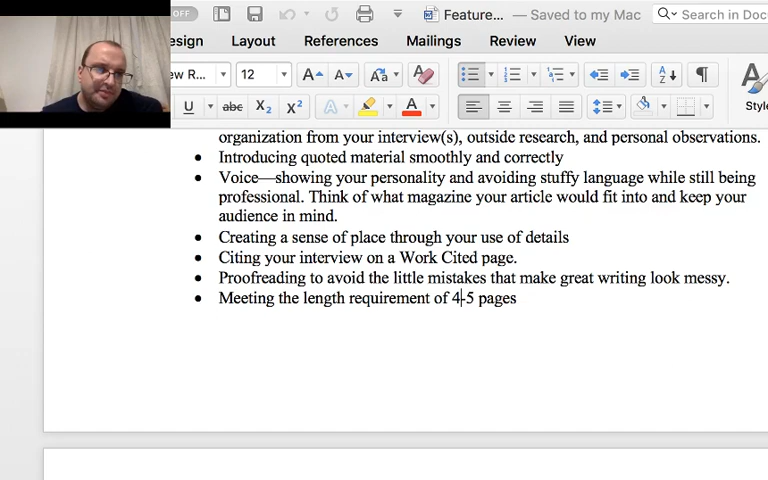 OFF
Feature... — Saved to my Mac
Search in Doc
esign Layout References Mailings Review View
ew R... 12 A A Aa A
U abc X2 X2 A A
Style
organization from your interview(s), outside research, and personal observations.
• Introducing quoted material smoothly and correctly
• Voice—showing your personality and avoiding stuffy language while still being
professional. Think of what magazine your article would fit into and keep your
audience in mind.
• Creating a sense of place through your use of details
• Citing your interview on a Work Cited page.
• Proofreading to avoid the little mistakes that make great writing look messy.
• Meeting the length requirement of 4-5 pages